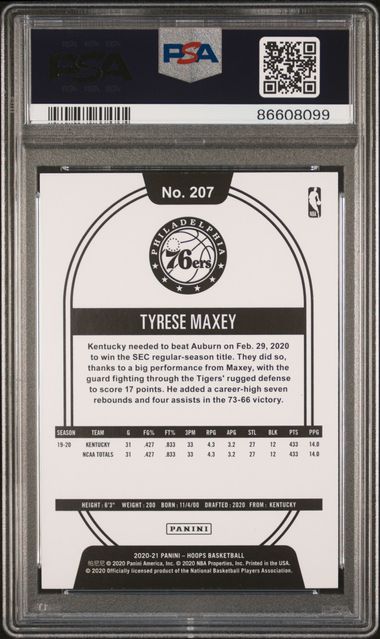 PSA
PSA
86608099
No. 207
NBA
PHILADELPHIA
76ers
TYRESE MAXEY
Kentucky needed to beat Auburn on Feb. 29, 2020
to win the SEC regular-season title. They did so,
thanks to a big performance from Maxey, with the
guard fighting through the Tigers' rugged defense
to score 17 points. He added a career-high seven
rebounds and four assists in the 73-66 victory.
SEASON TEAM G FG% FT% 3PM RPG APG STL BLK PTS PPG
19-20 KENTUCKY 31 .427 .833 33 4.3 3.2 27 12 433 14.0
NCAA TOTALS 31 .427 .833 33 4.3 3.2 27 12 433 14.0
HEIGHT: 6'3" WEIGHT: 200 BORN: 11/4/00 DRAFTED: 2020 FROM: KENTUCKY
PANINI
2020-21 PANINI – HOOPS BASKETBALL
帕尼尼 © 2020 Panini America, Inc. © 2020 NBA Properties, Inc. Printed in the USA.
© 2020 Officially licensed product of the National Basketball Players Association.